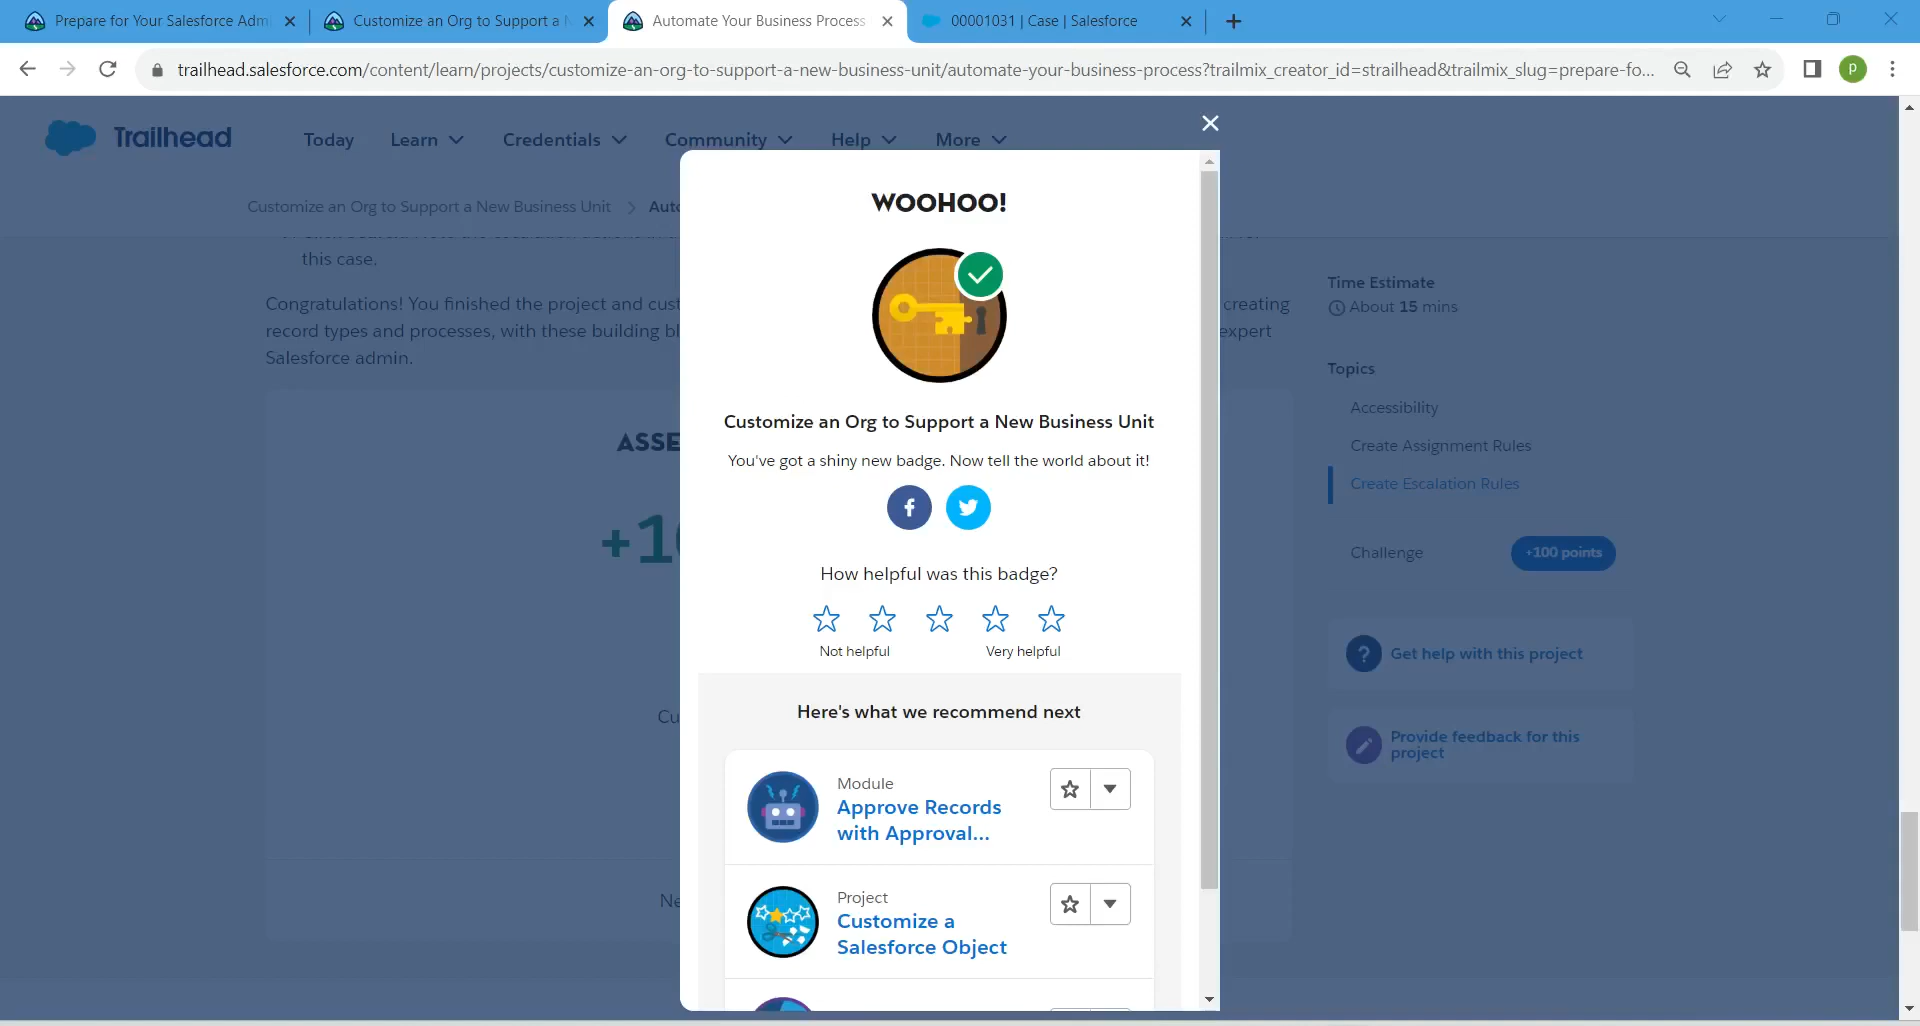 Prepare for Your Salesforce Adm
Customize an Org to Support a N
Automate Your Business Process
00001031 | Case | Salesforce
trailhead.salesforce.com/content/learn/projects/customize-an-org-to-support-a-new-business-unit/automate-your-business-process?trailmix_creator_id=strailhead&trailmix_slug=prepare-fo...
P
Trailhead
Today
Learn
Credentials
Community
Help
More
Customize an Org to Support a New Business Unit > Auto
this case.
Congratulations! You finished the project and cust
creating
record types and processes, with these building bl
expert
Salesforce admin.
ASSE
+10
Cu
Ne
WOOHOO!
Customize an Org to Support a New Business Unit
You've got a shiny new badge. Now tell the world about it!
f
How helpful was this badge?
Not helpful
Very helpful
Here's what we recommend next
Module
Approve Records
with Approval...
Project
Customize a
Salesforce Object
Time Estimate
About 15 mins
Topics
Accessibility
Create Assignment Rules
Create Escalation Rules
Challenge
+100 points
? Get help with this project
Provide feedback for this
project